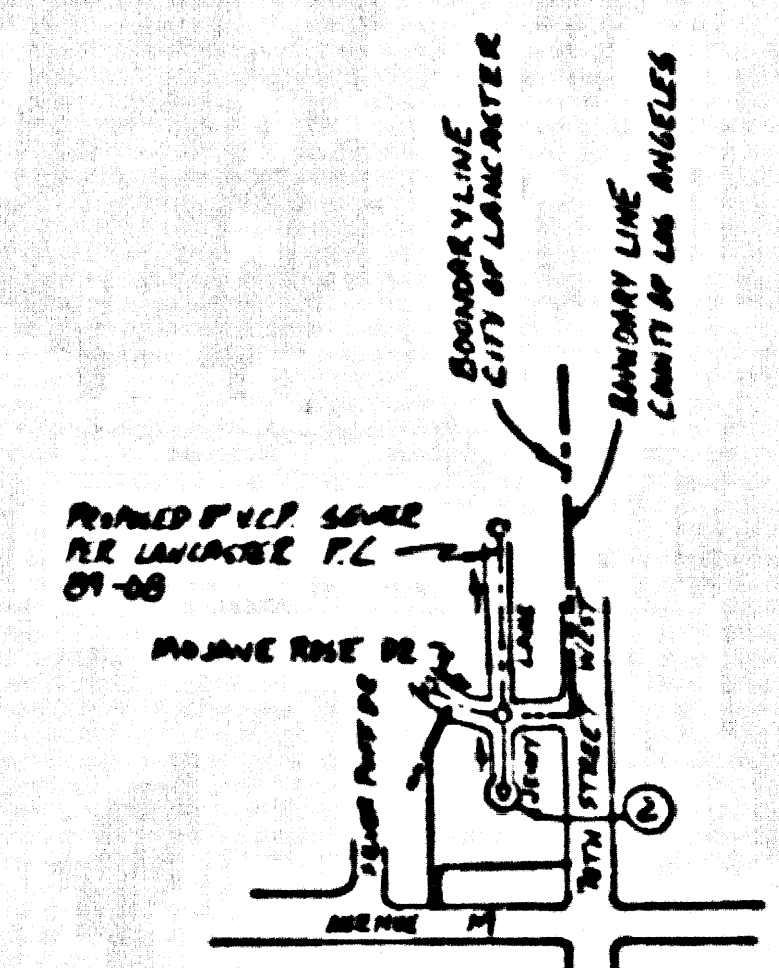 BOUNDARY LINE
CITY OF LANCASTER
BOUNDARY LINE
COUNTY OF LOS ANGELES
PROPOSED 8" V.C.P. SEWER
PER LANCASTER P.C
89-08
MOJAVE ROSE DR
LANE
JENNY
STREET WEST
AVENUE M
2